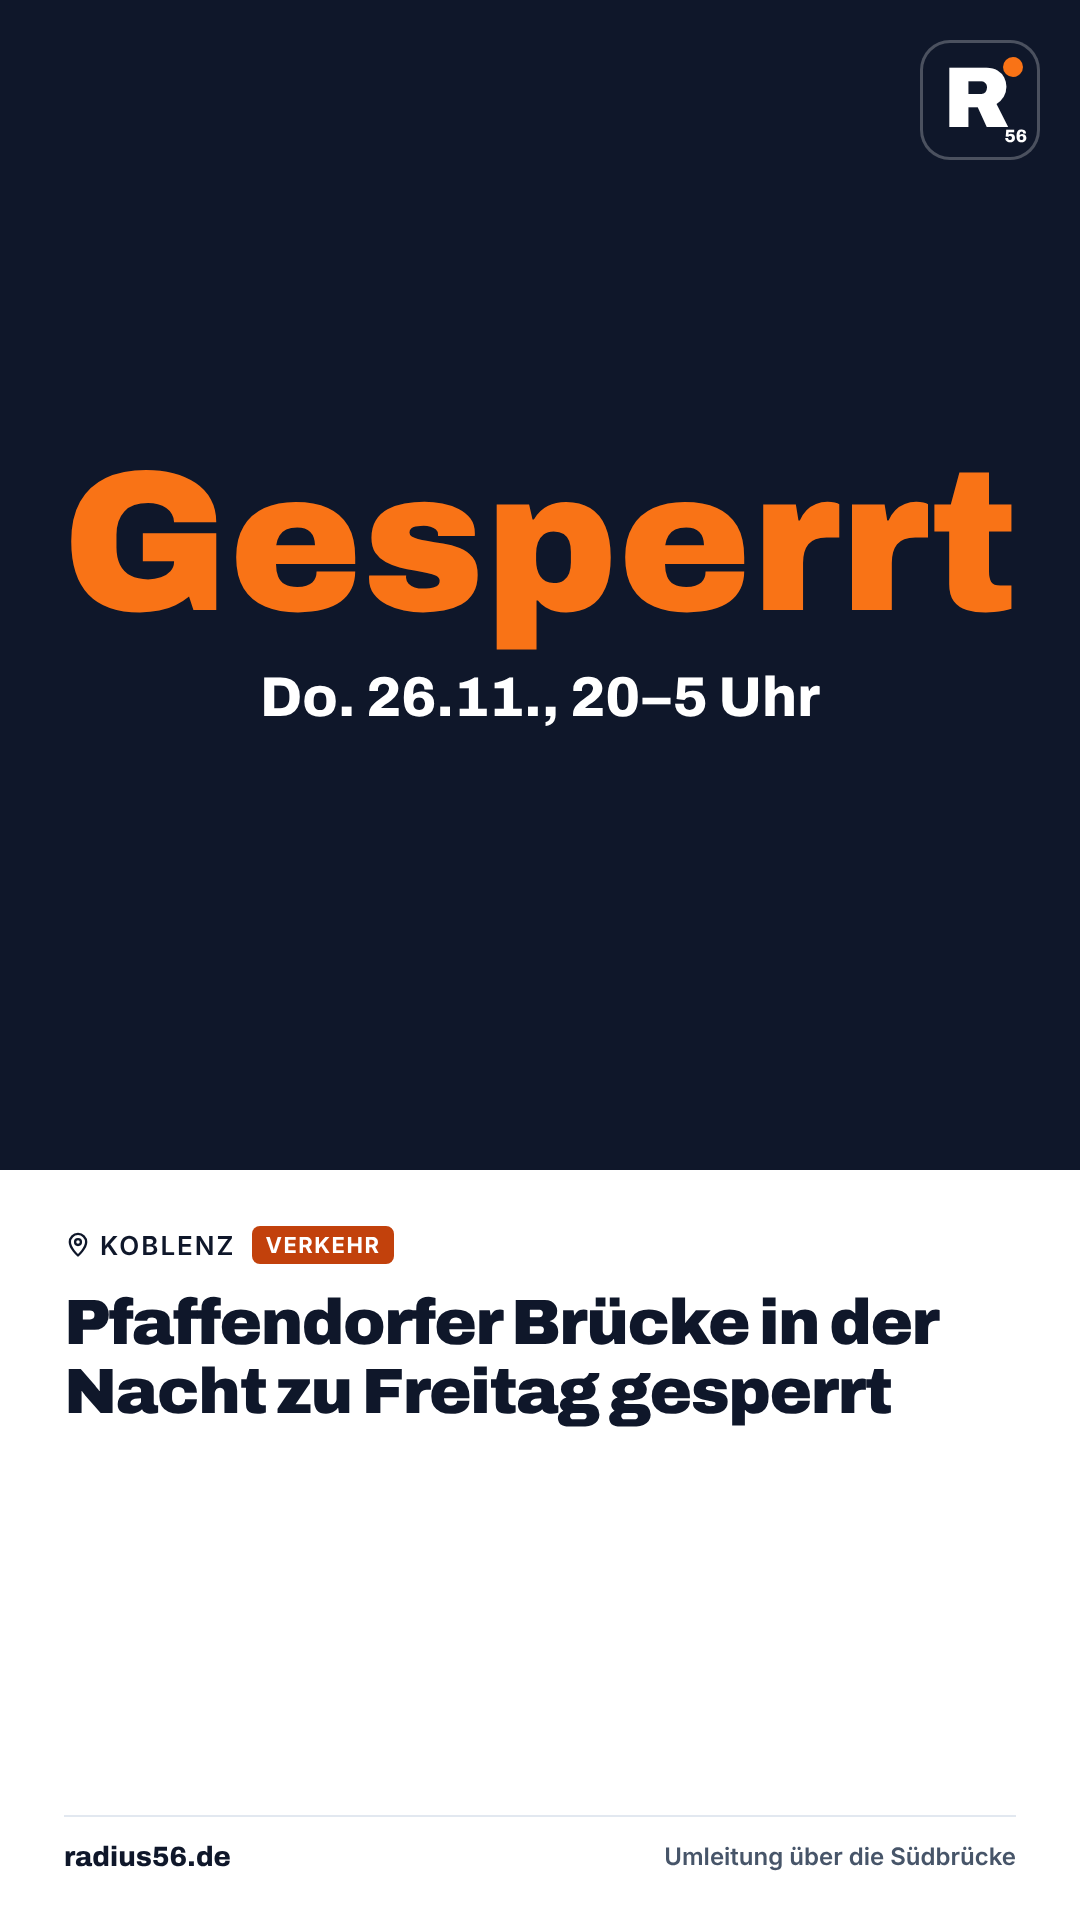 R
56
Gesperrt
Do. 26.11., 20–5 Uhr
KOBLENZ VERKEHR
Pfaffendorfer Brücke in der
Nacht zu Freitag gesperrt
radius56.de Umleitung über die Südbrücke